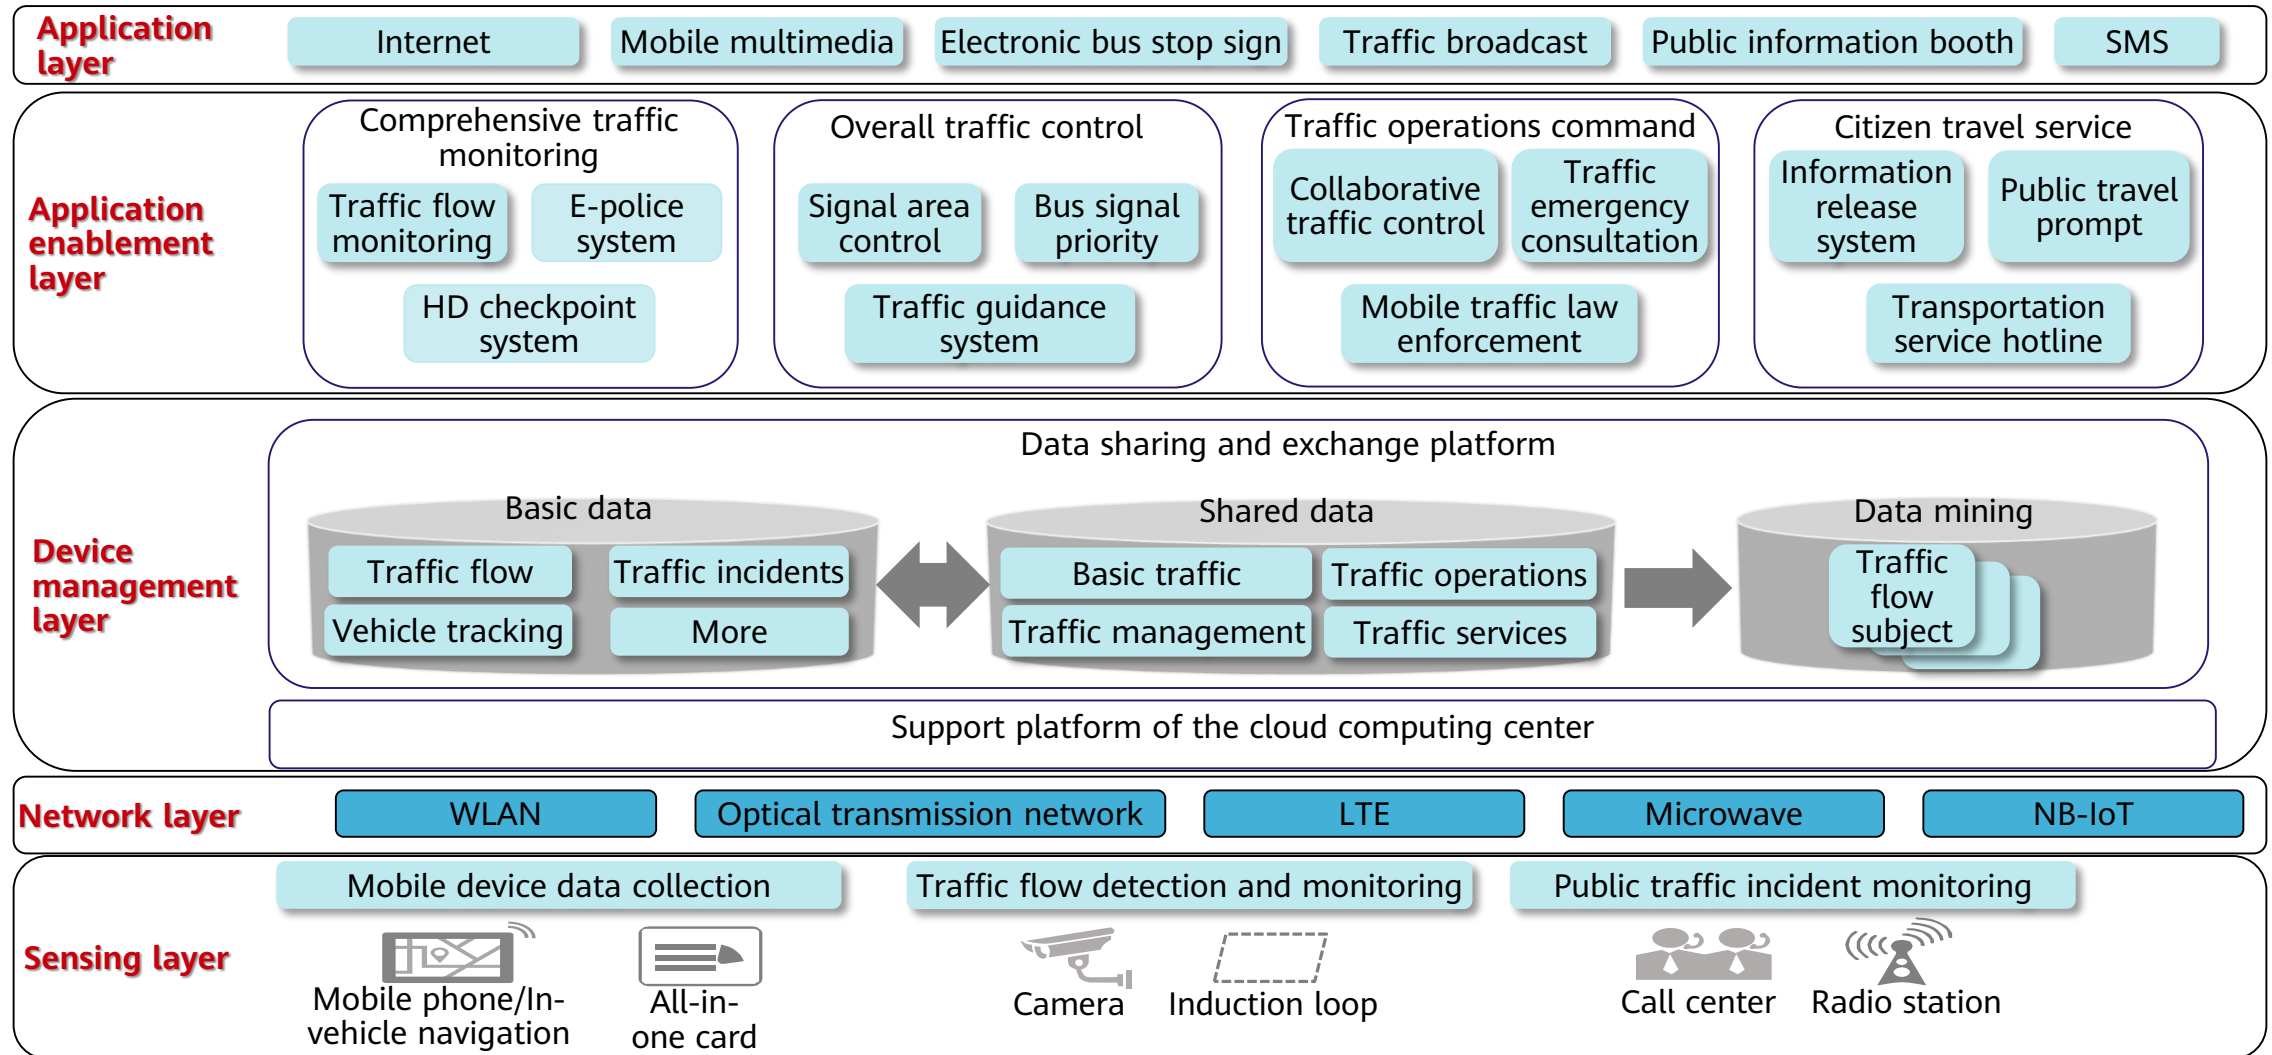 Application
layer
Internet
Mobile multimedia
Electronic bus stop sign
Traffic broadcast
Public information booth
SMS
Application
enablement
layer
Comprehensive traffic
monitoring
Traffic flow
monitoring
E-police
system
HD checkpoint
system
Overall traffic control
Signal area
control
Bus signal
priority
Traffic guidance
system
Traffic operations command
Collaborative
traffic control
Traffic
emergency
consultation
Mobile traffic law
enforcement
Citizen travel service
Information
release
system
Public travel
prompt
Transportation
service hotline
Device
management
layer
Data sharing and exchange platform
Basic data
Traffic flow
Traffic incidents
Vehicle tracking
More
Shared data
Basic traffic
Traffic operations
Traffic management
Traffic services
Data mining
Traffic
flow
subject
Support platform of the cloud computing center
Network layer
WLAN
Optical transmission network
LTE
Microwave
NB-IoT
Sensing layer
Mobile device data collection
Mobile phone/In-
vehicle navigation
All-in-
one card
Traffic flow detection and monitoring
Camera
Induction loop
Public traffic incident monitoring
Call center
Radio station